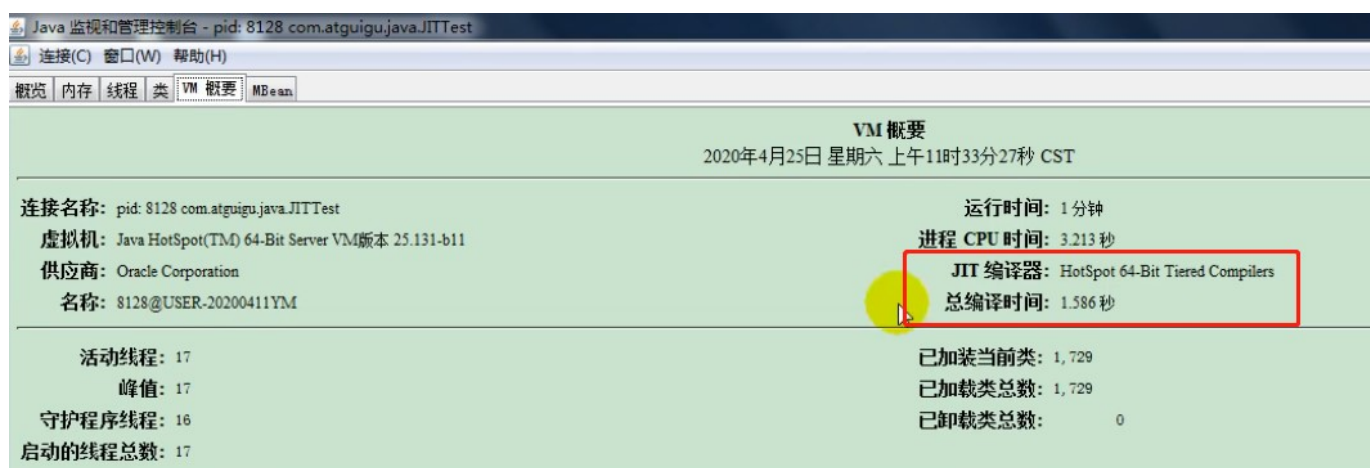 Java 监视和管理控制台 - pid: 8128 com.atguigu.java.JITTest
连接(C) 窗口(W) 帮助(H)
概览 内存 线程 类 VM 概要 MBean
VM 概要
2020年4月25日 星期六 上午11时33分27秒 CST
连接名称: pid: 8128 com.atguigu.java.JITTest 运行时间: 1 分钟
虚拟机: Java HotSpot(TM) 64-Bit Server VM版本 25.131-b11 进程 CPU 时间: 3.213 秒
供应商: Oracle Corporation JIT 编译器: HotSpot 64-Bit Tiered Compilers
名称: 8128@USER-20200411YM 总编译时间: 1.586 秒
活动线程: 17 已加装当前类: 1,729
峰值: 17 已加载类总数: 1,729
守护程序线程: 16 已卸载类总数: 0
启动的线程总数: 17